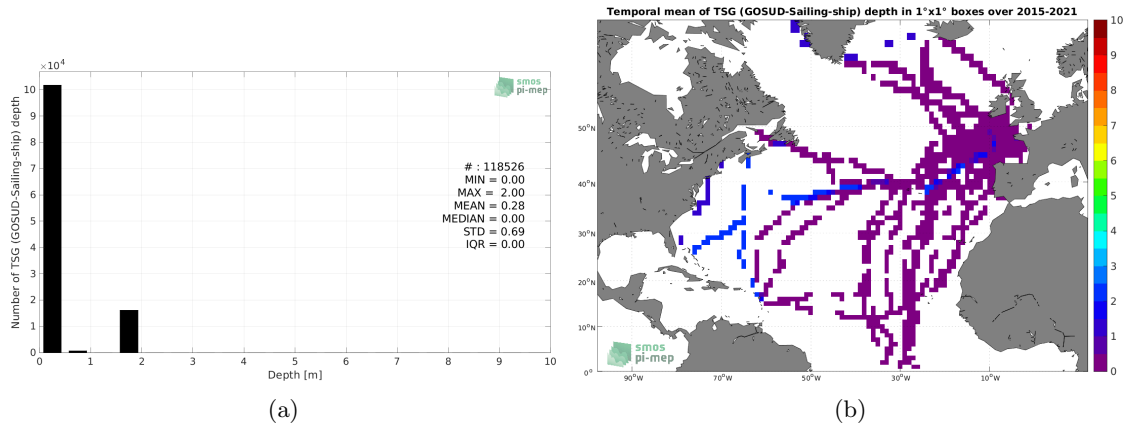 ×10⁴
smos
pi-mep
Number of TSG (GOSUD-Sailing-ship) depth
10
9
8
7
6
5
4
3
2
1
0
# : 118526
MIN = 0.00
MAX = 2.00
MEAN = 0.28
MEDIAN = 0.00
STD = 0.69
IQR = 0.00
0 1 2 3 4 5 6 7 8 9 10
Depth [m]
(a)
Temporal mean of TSG (GOSUD-Sailing-ship) depth in 1°x1° boxes over 2015-2021
50°N
40°N
30°N
20°N
10°N
0°
90°W 70°W 50°W 30°W 10°W
smos
pi-mep
10
9
8
7
6
5
4
3
2
1
0
(b)